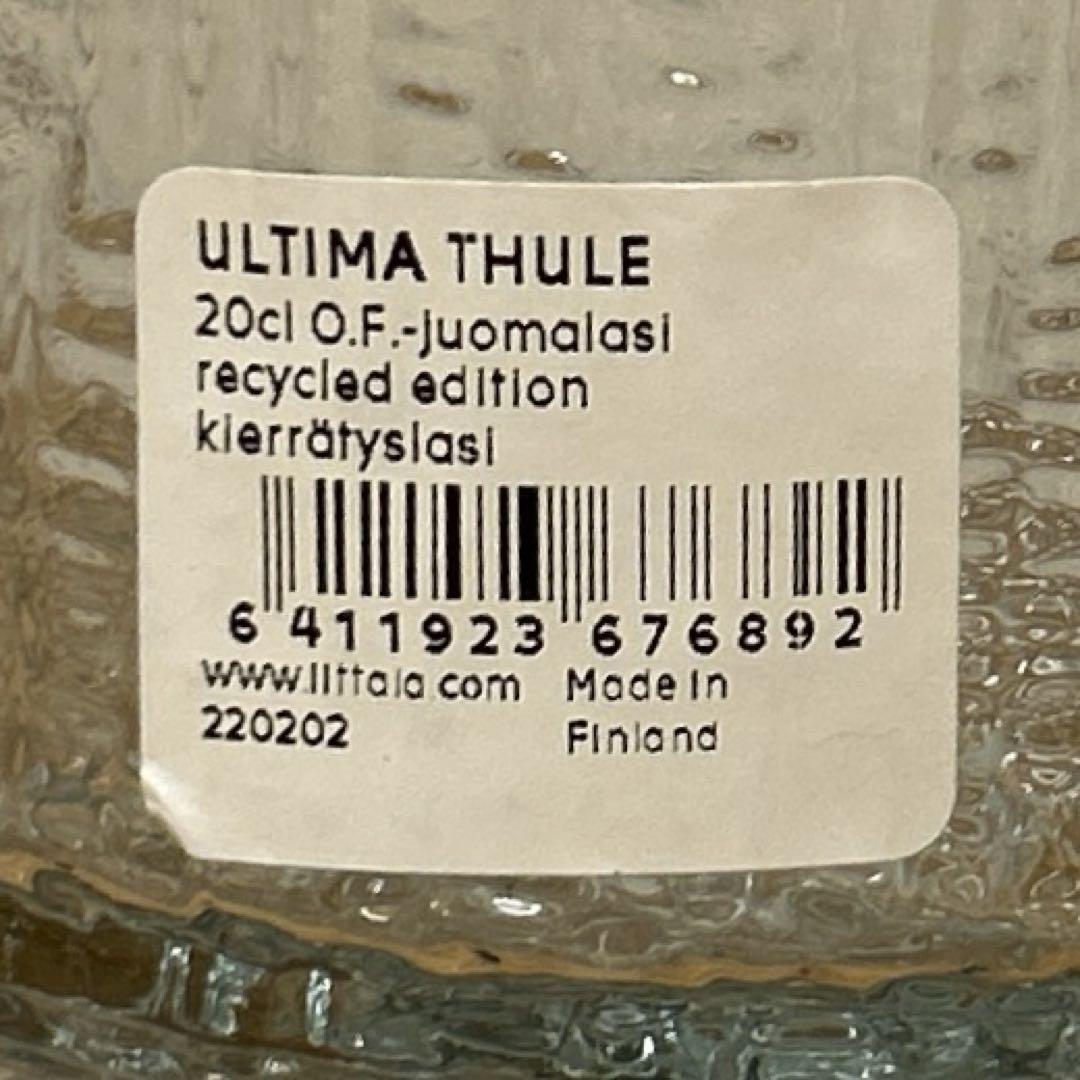 ULTIMA THULE
20cl O.F.-juomalasi
recycled edition
kierrätyslasi
6 411923 676892
www.iittala.com Made in
220202 Finland